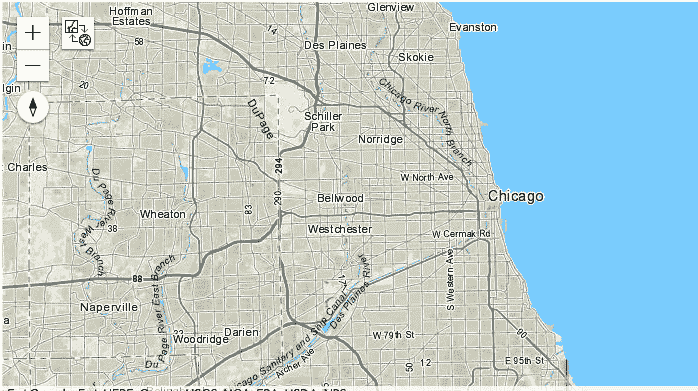 Hoffman
Estates
Glenview
Evanston
58
14
Des Plaines
Skokie
72
20
lgin
Chicago River North Branch
DuPage
Schiller
Park
Norridge
294
Charles
W North Ave
Du Page River West Branch
290
Bellwood
Chicago
83
Wheaton
38
Westchester
W Cermak Rd
Du Page River East Branch
88
S Western Ave
171
Des Plaines River
Naperville
a
Chicago Sanitary and Ship Canal
33
Woodridge
Darien
W 79th St
90
Archer Ave
50
12
E 95th St
Du